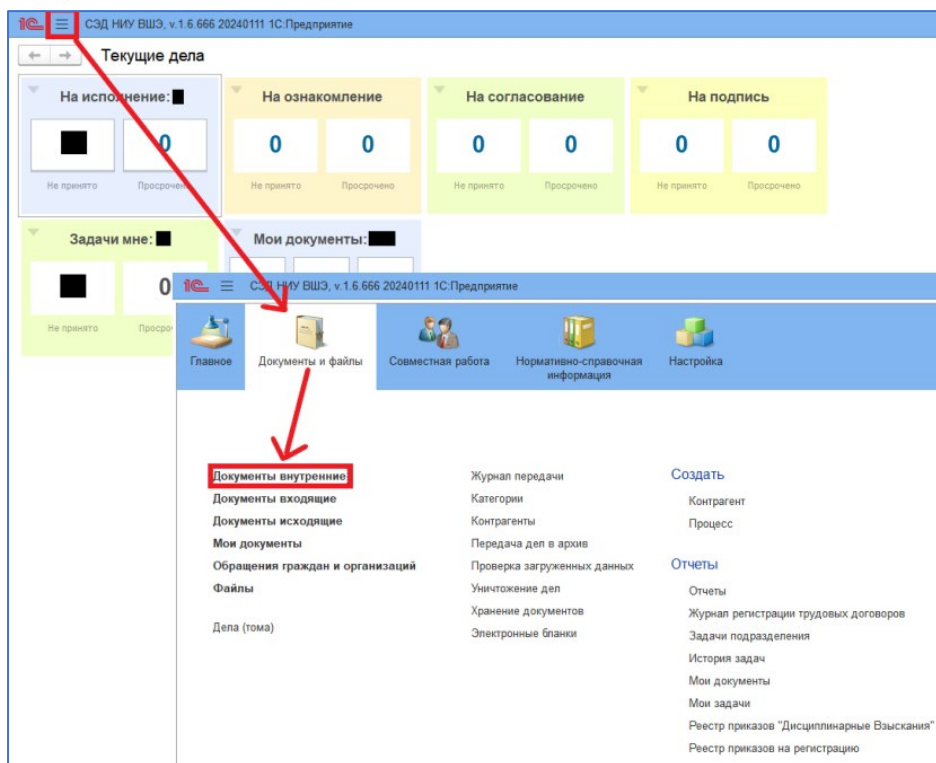 1С СЭД НИУ ВШЭ, v.1.6.666 20240111 1С:Предприятие
Текущие дела
На исполнение:
На ознакомление
На согласование
На подпись
0
0 0
0 0
0 0
Не принято Просрочено
Не принято Просрочено
Не принято Просрочено
Не принято Просрочено
Задачи мне:
Мои документы:
0
Не принято
1С СЭД НИУ ВШЭ, v.1.6.666 20240111 1С:Предприятие
Главное
Документы и файлы
Совместная работа
Нормативно-справочная
информация
Настройка
Документы внутренние
Документы входящие
Документы исходящие
Мои документы
Обращения граждан и организаций
Файлы
Дела (тома)
Журнал передачи
Категории
Контрагенты
Передача дел в архив
Проверка загруженных данных
Уничтожение дел
Хранение документов
Электронные бланки
Создать
Контрагент
Процесс
Отчеты
Отчеты
Журнал регистрации трудовых договоров
Задачи подразделения
История задач
Мои документы
Мои задачи
Реестр приказов "Дисциплинарные Взыскания"
Реестр приказов на регистрацию